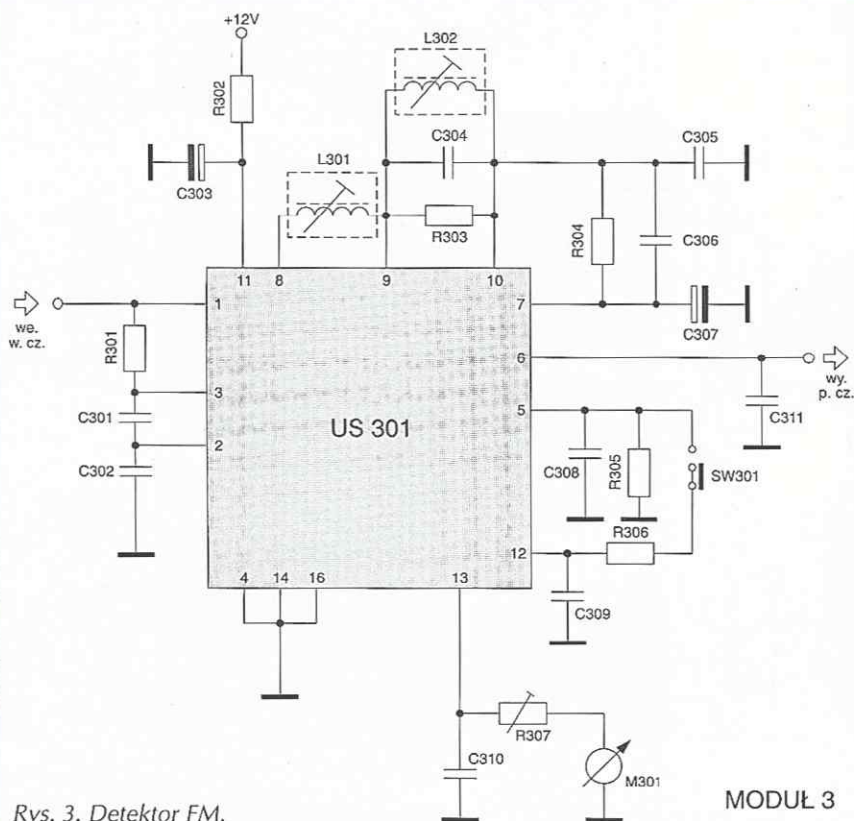 +12V
L302
R302
C304
C305
C303
L301
R303
R304
C306
11
8
9
10
we.
w. cz.
1
7
C307
R301
6
wy.
p. cz.
3
5
C311
C301
US 301
2
C308
R305
SW301
C302
R306
12
4
14
16
13
C309
R307
C310
M301
Rys. 3. Detektor FM.
MODUŁ 3